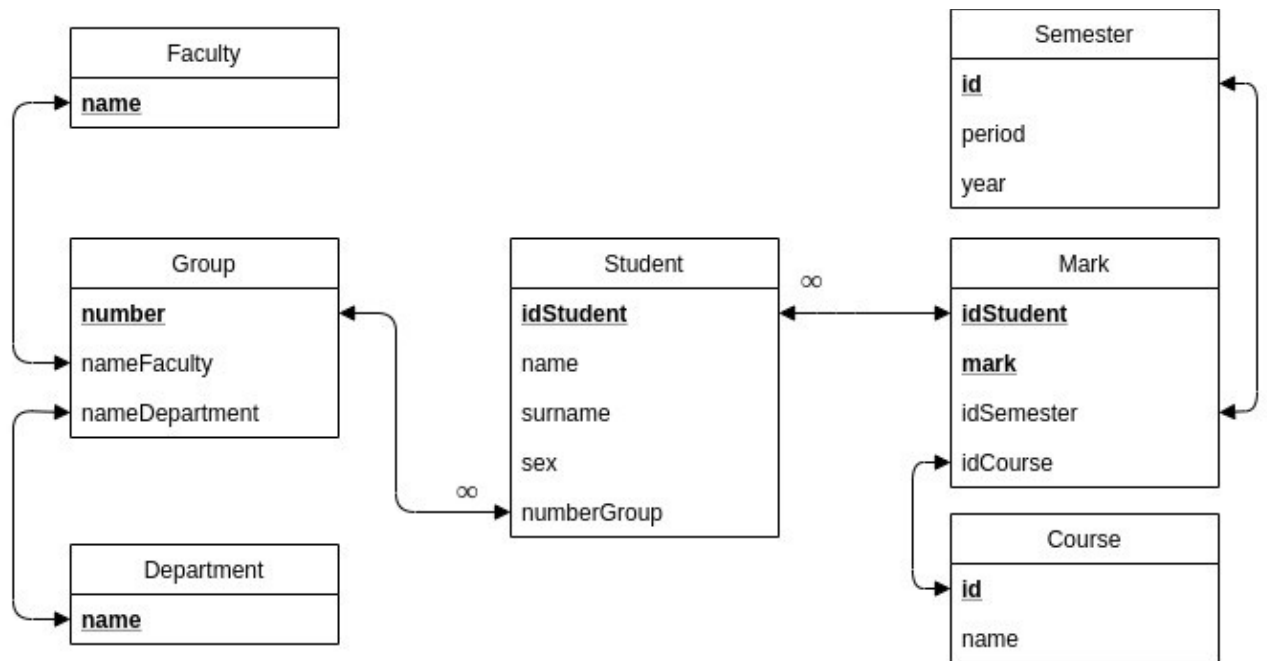 Faculty
name
Group
number
nameFaculty
nameDepartment
Department
name
Student
idStudent
name
surname
sex
numberGroup
∞
∞
Semester
id
period
year
Mark
idStudent
mark
idSemester
idCourse
Course
id
name